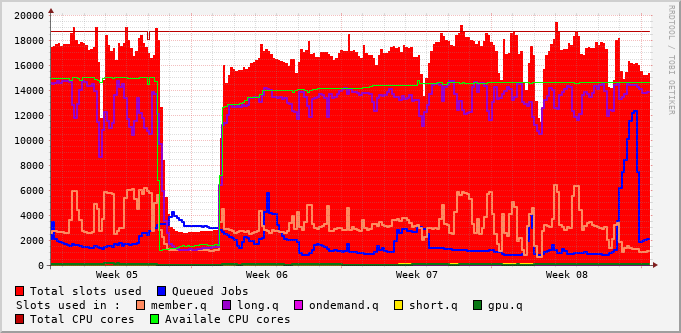 20000
18000
16000
14000
12000
10000
8000
6000
4000
2000
0
Week 05 Week 06 Week 07 Week 08
RRDTOOL / TOBI OETIKER
Total slots used Queued Jobs
Slots used in : member.q long.q ondemand.q short.q gpu.q
Total CPU cores Availale CPU cores